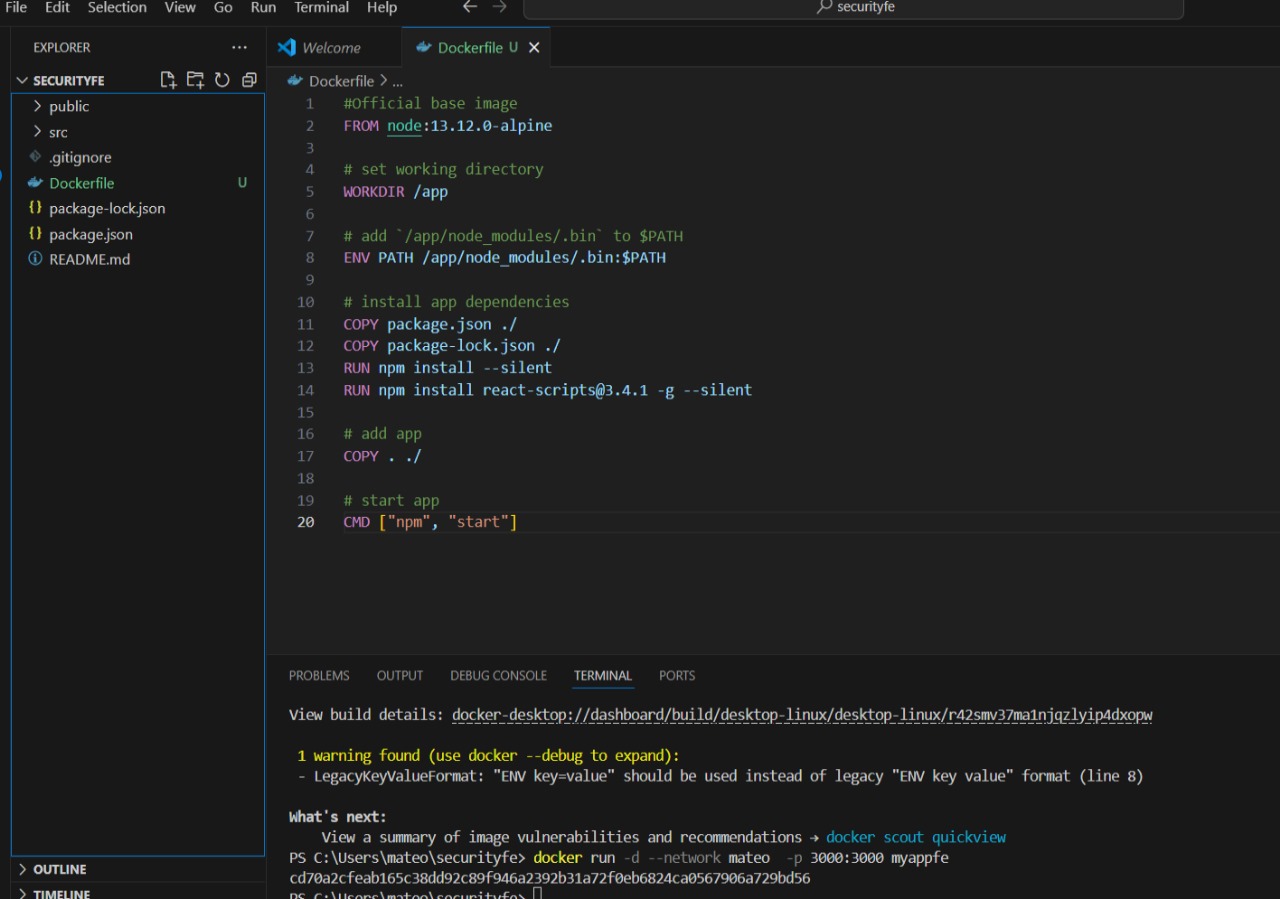 File Edit Selection View Go Run Terminal Help
securityfe
EXPLORER
Welcome
Dockerfile U
SECURITYFE
Dockerfile > ...
public
src
.gitignore
Dockerfile U
package-lock.json
package.json
README.md
1 #Official base image
2 FROM node:13.12.0-alpine
3
4 # set working directory
5 WORKDIR /app
6
7 # add `/app/node_modules/.bin` to $PATH
8 ENV PATH /app/node_modules/.bin:$PATH
9
10 # install app dependencies
11 COPY package.json ./
12 COPY package-lock.json ./
13 RUN npm install --silent
14 RUN npm install react-scripts@3.4.1 -g --silent
15
16 # add app
17 COPY . ./
18
19 # start app
20 CMD ["npm", "start"]
PROBLEMS OUTPUT DEBUG CONSOLE TERMINAL PORTS
View build details: docker-desktop://dashboard/build/desktop-linux/desktop-linux/r42smv37ma1njqzlyip4dxopw
1 warning found (use docker --debug to expand):
- LegacyKeyValueFormat: "ENV key=value" should be used instead of legacy "ENV key value" format (line 8)
What's next:
View a summary of image vulnerabilities and recommendations → docker scout quickview
PS C:\Users\mateo\securityfe> docker run -d --network mateo -p 3000:3000 myappfe
cd70a2cfeab165c38dd92c89f946a2392b31a72f0eb6824ca0567906a729bd56
PS C:\Users\mateo\securityfe>
OUTLINE
TIMELINE